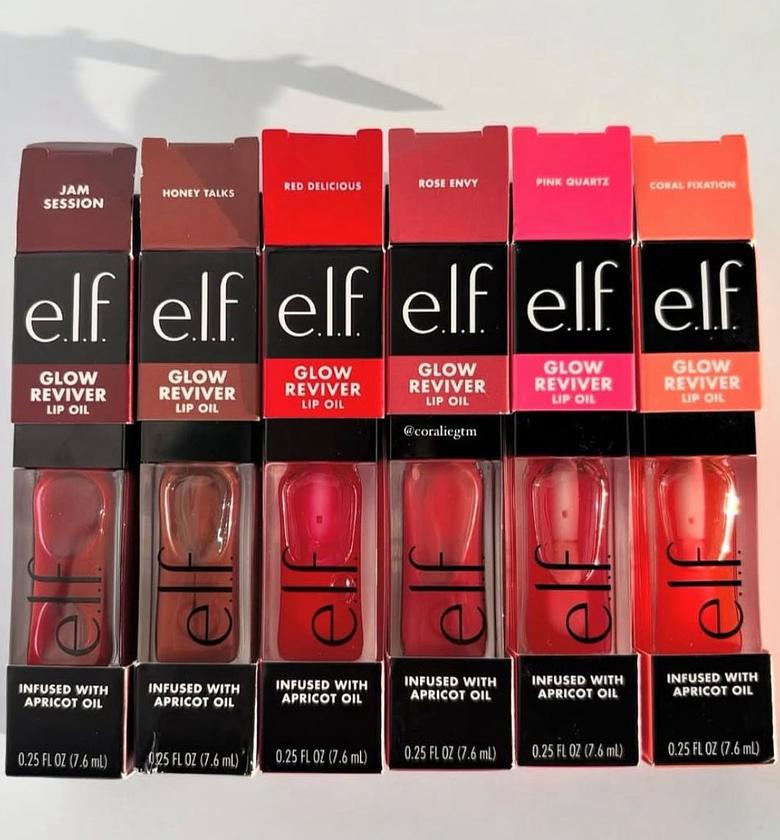 JAM
SESSION
HONEY TALKS
RED DELICIOUS
ROSE ENVY
PINK QUARTZ
CORAL FIXATION
e.l.f.
e.l.f.
e.l.f.
e.l.f.
e.l.f.
e.l.f.
GLOW
REVIVER
LIP OIL
GLOW
REVIVER
LIP OIL
GLOW
REVIVER
LIP OIL
GLOW
REVIVER
LIP OIL
GLOW
REVIVER
LIP OIL
GLOW
REVIVER
LIP OIL
@coraliegtm
e.l.f.
e.l.f.
e.l.f.
e.l.f.
e.l.f.
e.l.f.
INFUSED WITH
APRICOT OIL
INFUSED WITH
APRICOT OIL
INFUSED WITH
APRICOT OIL
INFUSED WITH
APRICOT OIL
INFUSED WITH
APRICOT OIL
INFUSED WITH
APRICOT OIL
0.25 FL OZ (7.6 mL)
0.25 FL OZ (7.6 mL)
0.25 FL OZ (7.6 mL)
0.25 FL OZ (7.6 mL)
0.25 FL OZ (7.6 mL)
0.25 FL OZ (7.6 mL)